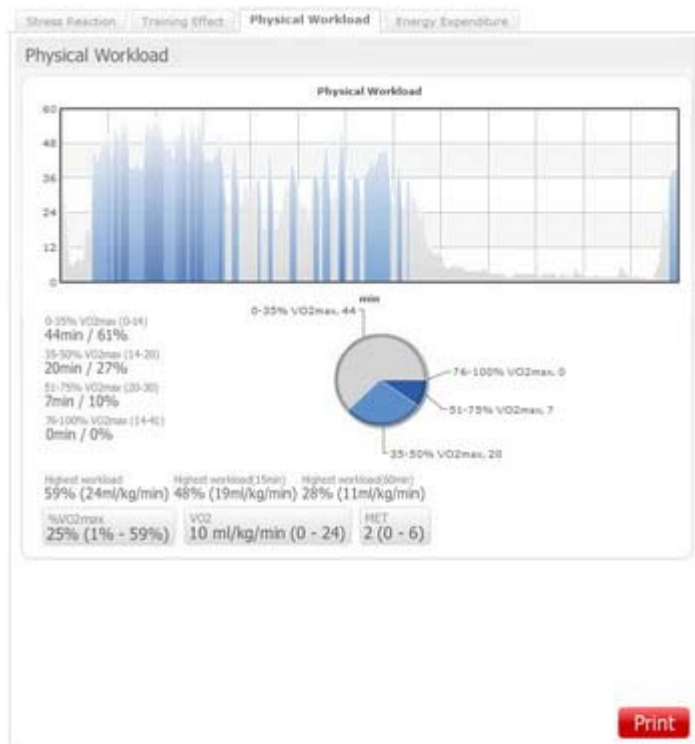 Stress Reaction Training Effect Physical Workload Energy Expenditure
Physical Workload
Physical Workload
60
48
36
24
12
0
min
0-35% VO2max, 44
76-100% VO2max, 0
51-75% VO2max, 7
35-50% VO2max, 20
0-35% VO2max (0-14)
44min / 61%
35-50% VO2max (14-20)
20min / 27%
51-75% VO2max (20-30)
7min / 10%
76-100% VO2max (14-41)
0min / 0%
Highest workload Highest workload(15min) Highest workload(60min)
59% (24ml/kg/min) 48% (19ml/kg/min) 28% (11ml/kg/min)
%VO2max VO2 MET
25% (1% - 59%) 10 ml/kg/min (0 - 24) 2 (0 - 6)
Print